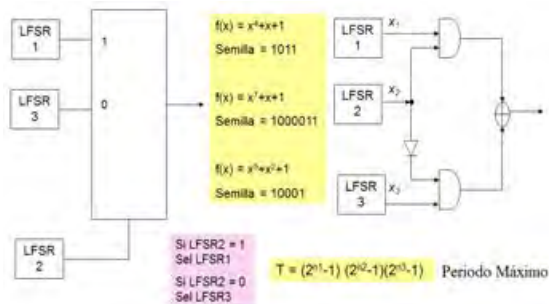 LFSR
1
1
LFSR
3
0
LFSR
2
f(x) = x⁴+x+1
Semilla = 1011
f(x) = x⁷+x+1
Semilla = 1000011
f(x) = x⁵+x²+1
Semilla = 10001
Si LFSR2 = 1
Sel LFSR1
Si LFSR2 = 0
Sel LFSR3
LFSR
1
x₁
LFSR
2
x₂
LFSR
3
x₃
T = (2ⁿ¹-1) (2ⁿ²-1)(2ⁿ³-1)
Periodo Máximo